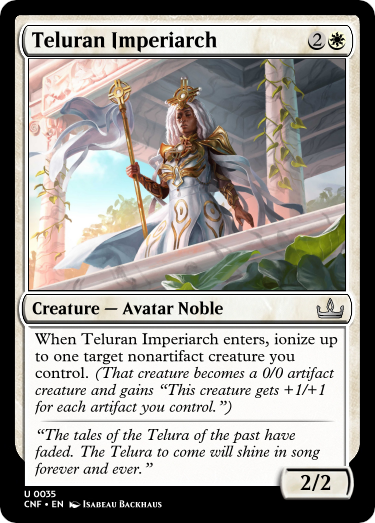 Teluran Imperiarch 2
Creature — Avatar Noble
When Teluran Imperiarch enters, ionize up
to one target nonartifact creature you
control. (That creature becomes a 0/0 artifact
creature and gains “This creature gets +1/+1
for each artifact you control.”)
“The tales of the Telura of the past have
faded. The Telura to come will shine in song
forever and ever.”
2/2
U 0035
CNF • EN Isabeau Backhaus